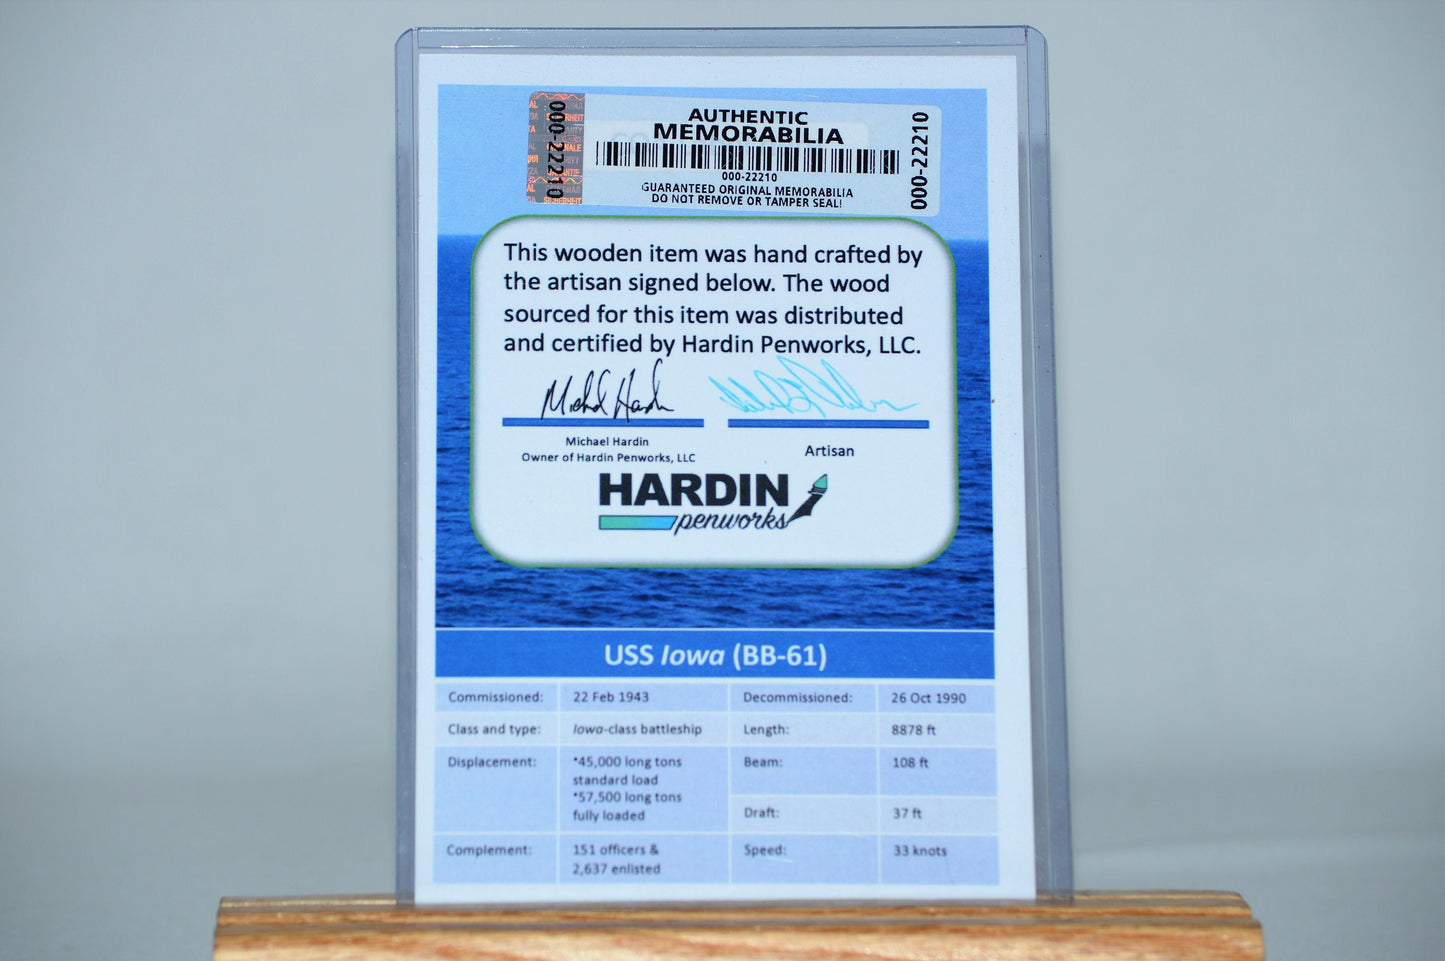 AUTHENTIC
MEMORABILIA
000-22210
000-22210
000-22210
GUARANTEED ORIGINAL MEMORABILIA
DO NOT REMOVE OR TAMPER SEAL!
This wooden item was hand crafted by
the artisan signed below. The wood
sourced for this item was distributed
and certified by Hardin Penworks, LLC.
Michael Hardin
Owner of Hardin Penworks, LLC
Artisan
HARDIN
penworks
USS Iowa (BB-61)
Commissioned: 22 Feb 1943 Decommissioned: 26 Oct 1990
Class and type: Iowa-class battleship Length: 8878 ft
Displacement: *45,000 long tons Beam: 108 ft
standard load
*57,500 long tons
fully loaded Draft: 37 ft
Complement: 151 officers & Speed: 33 knots
2,637 enlisted